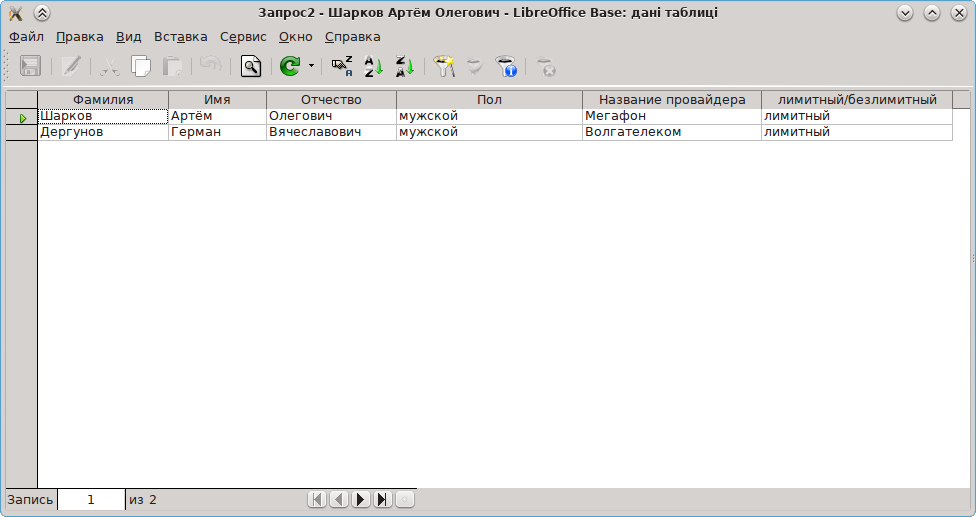 Запрос2 - Шарков Артём Олегович - LibreOffice Base: дані таблиці
Файл Правка Вид Вставка Сервис Окно Справка
Фамилия Имя Отчество Пол Название провайдера лимитный/безлимитный
Шарков Артём Олегович мужской Мегафон лимитный
Дергунов Герман Вячеславович мужской Волгателеком лимитный
Запись 1 из 2